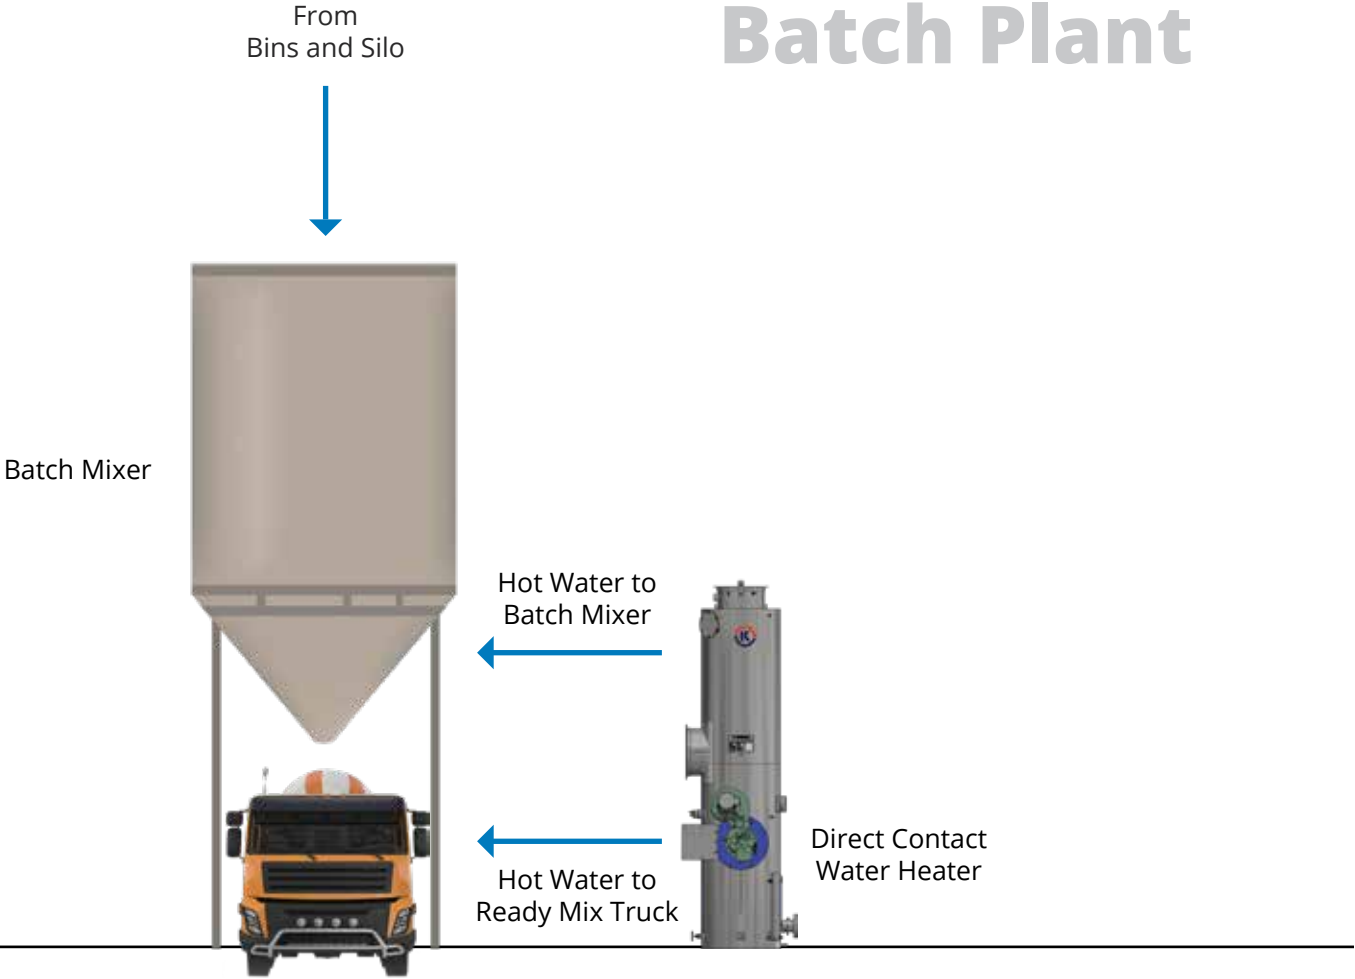 From
Bins and Silo
Batch Plant
Batch Mixer
Hot Water to
Batch Mixer
K
Direct Contact
Water Heater
Hot Water to
Ready Mix Truck